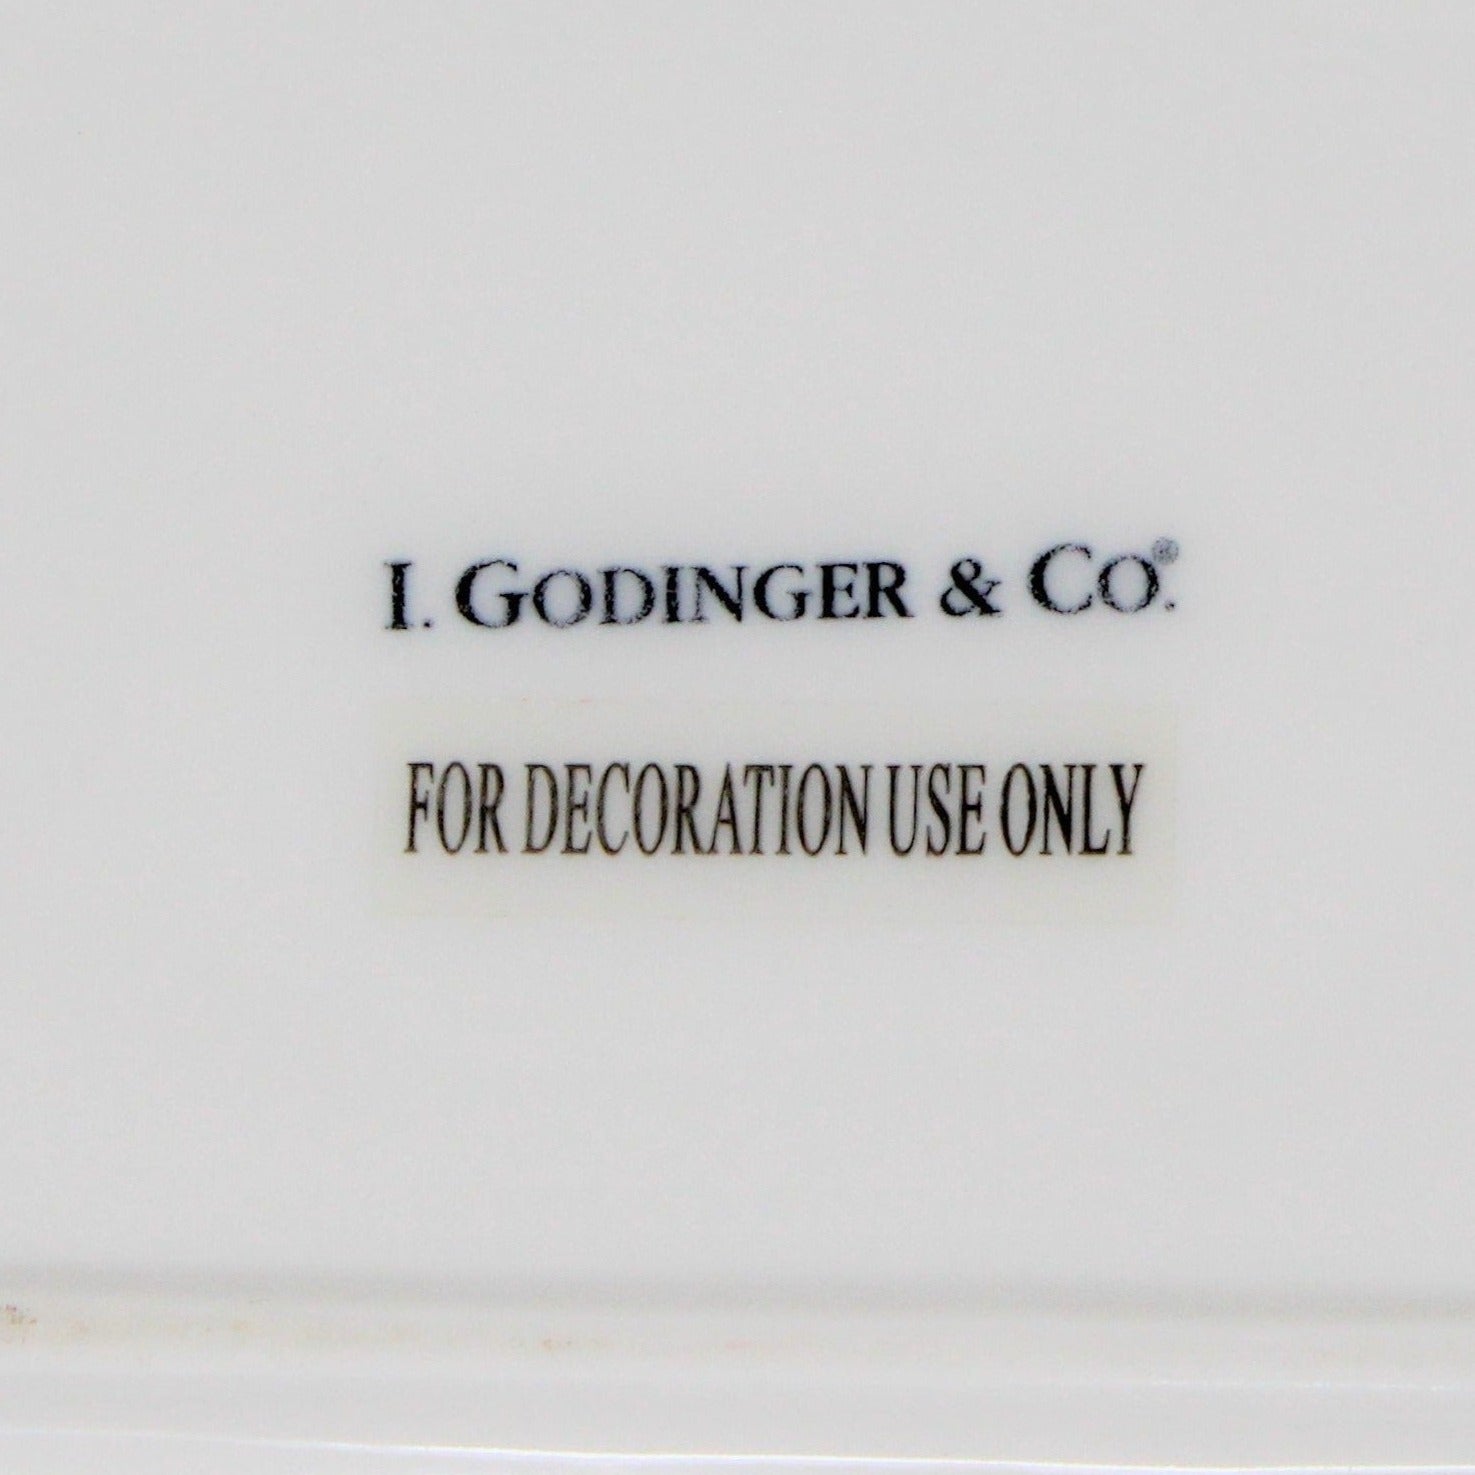 I. GODINGER & CO.®
FOR DECORATION USE ONLY